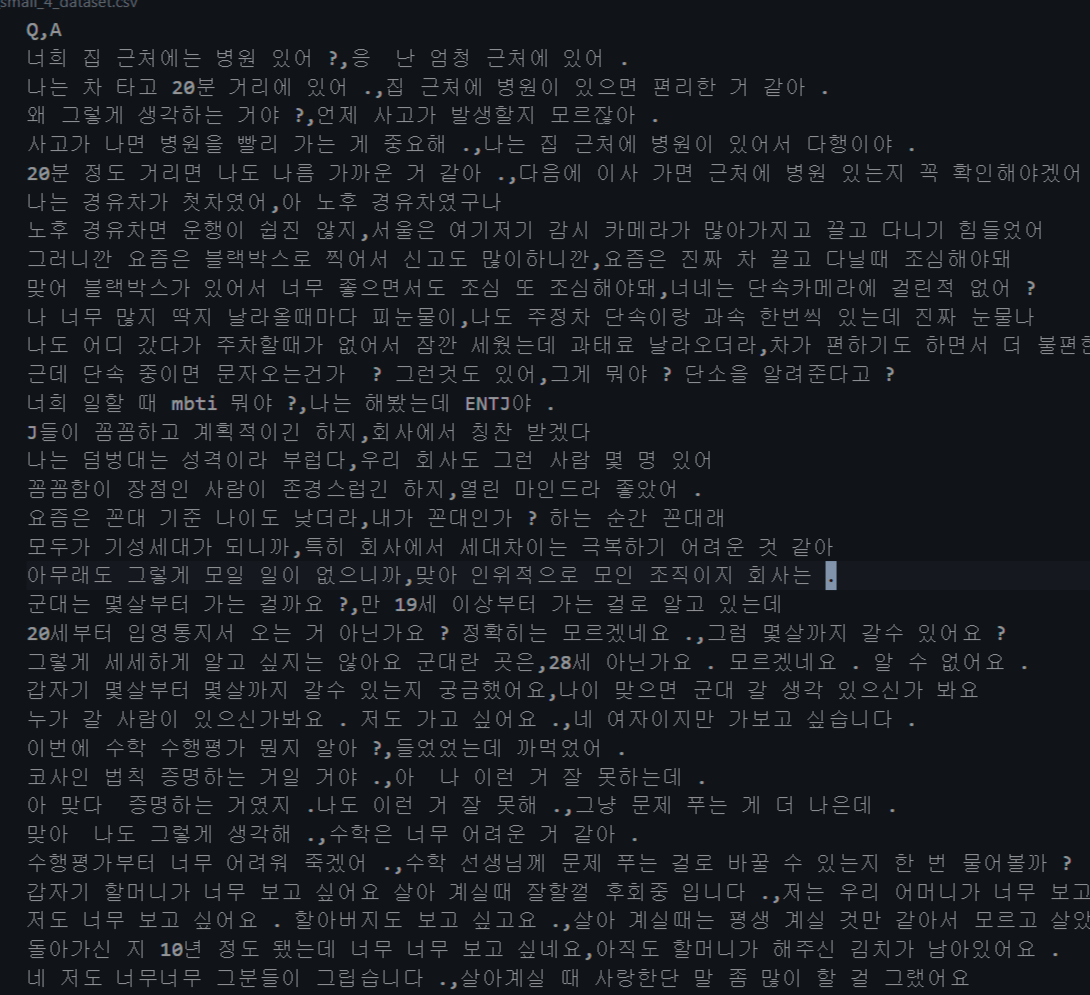 small_4_dataset.csv
Q,A
너희 집 근처에는 병원 있어 ?,응  난 엄청 근처에 있어 .
나는 차 타고 20분 거리에 있어 .,집 근처에 병원이 있으면 편리한 거 같아 .
왜 그렇게 생각하는 거야 ?,언제 사고가 발생할지 모르잖아 .
사고가 나면 병원을 빨리 가는 게 중요해 .,나는 집 근처에 병원이 있어서 다행이야 .
20분 정도 거리면 나도 나름 가까운 거 같아 .,다음에 이사 가면 근처에 병원 있는지 꼭 확인해야겠어
나는 경유차가 첫차였어,아 노후 경유차였구나
노후 경유차면 운행이 쉽진 않지,서울은 여기저기 감시 카메라가 많아가지고 끌고 다니기 힘들었어
그러니깐 요즘은 블랙박스로 찍어서 신고도 많이하니깐,요즘은 진짜 차 끌고 다닐때 조심해야돼
맞어 블랙박스가 있어서 너무 좋으면서도 조심 또 조심해야돼,너네는 단속카메라에 걸린적 없어 ?
나 너무 많지 딱지 날라올때마다 피눈물이,나도 주정차 단속이랑 과속 한번씩 있는데 진짜 눈물나
나도 어디 갔다가 주차할때가 없어서 잠깐 세웠는데 과태료 날라오더라,차가 편하기도 하면서 더 불편한
근데 단속 중이면 문자오는건가  ? 그런것도 있어,그게 뭐야 ? 단소을 알려준다고 ?
너희 일할 때 mbti 뭐야 ?,나는 해봤는데 ENTJ야 .
J들이 꼼꼼하고 계획적이긴 하지,회사에서 칭찬 받겠다
나는 덤벙대는 성격이라 부럽다,우리 회사도 그런 사람 몇 명 있어
꼼꼼함이 장점인 사람이 존경스럽긴 하지,열린 마인드라 좋았어 .
요즘은 꼰대 기준 나이도 낮더라,내가 꼰대인가 ? 하는 순간 꼰대래
모두가 기성세대가 되니까,특히 회사에서 세대차이는 극복하기 어려운 것 같아
아무래도 그렇게 모일 일이 없으니까,맞아 인위적으로 모인 조직이지 회사는 .
군대는 몇살부터 가는 걸까요 ?,만 19세 이상부터 가는 걸로 알고 있는데
20세부터 입영통지서 오는 거 아닌가요 ? 정확히는 모르겠네요 .,그럼 몇살까지 갈수 있어요 ?
그렇게 세세하게 알고 싶지는 않아요 군대란 곳은,28세 아닌가요 . 모르겠네요 . 알 수 없어요 .
갑자기 몇살부터 몇살까지 갈수 있는지 궁금했어요,나이 맞으면 군대 갈 생각 있으신가 봐요
누가 갈 사람이 있으신가봐요 . 저도 가고 싶어요 .,네 여자이지만 가보고 싶습니다 .
이번에 수학 수행평가 뭔지 알아 ?,들었었는데 까먹었어 .
코사인 법칙 증명하는 거일 거야 .,아  나 이런 거 잘 못하는데 .
아 맞다  증명하는 거였지 .나도 이런 거 잘 못해 .,그냥 문제 푸는 게 더 나은데 .
맞아  나도 그렇게 생각해 .,수학은 너무 어려운 거 같아 .
수행평가부터 너무 어려워 죽겠어 .,수학 선생님께 문제 푸는 걸로 바꿀 수 있는지 한 번 물어볼까 ?
갑자기 할머니가 너무 보고 싶어요 살아 계실때 잘할껄 후회중 입니다 .,저는 우리 어머니가 너무 보고
저도 너무 보고 싶어요 . 할아버지도 보고 싶고요 .,살아 계실때는 평생 계실 것만 같아서 모르고 살았
돌아가신 지 10년 정도 됐는데 너무 너무 보고 싶네요,아직도 할머니가 해주신 김치가 남아있어요 .
네 저도 너무너무 그분들이 그립습니다 .,살아계실 때 사랑한단 말 좀 많이 할 걸 그랬어요